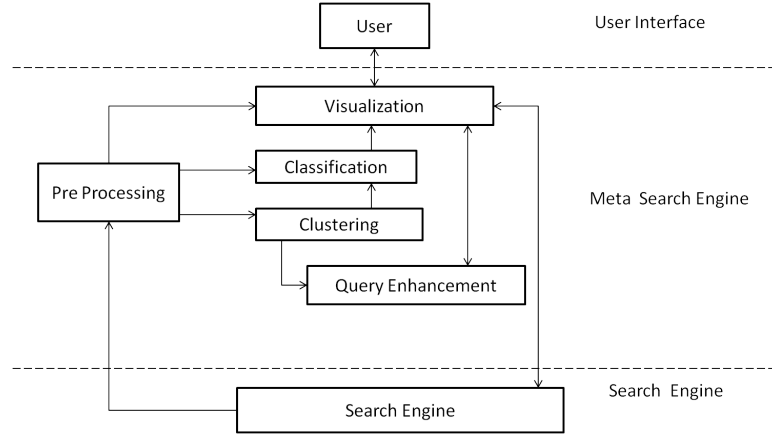 User
User Interface
Visualization
Classification
Pre Processing
Meta Search Engine
Clustering
Query Enhancement
Search Engine
Search Engine